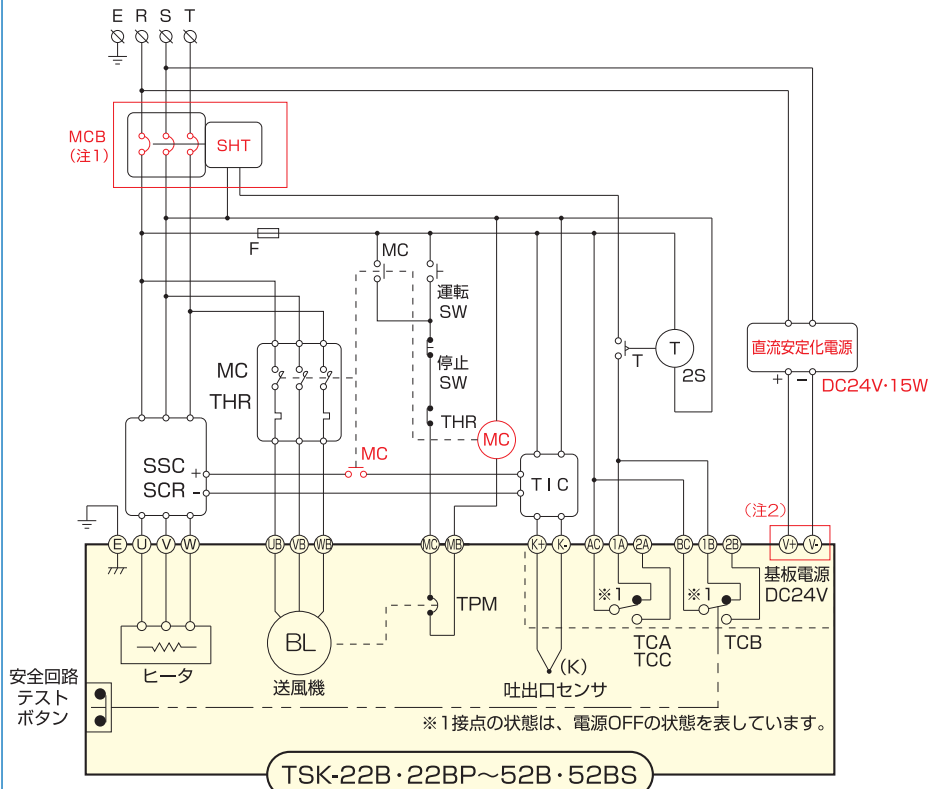 E R S T
MCB
(注1)
SHT
F
MC
運転
SW
停止
SW
THR
MC
THR
MC
MC
T
T
2S
直流安定化電源
+ −
DC24V・15W
SSC
SCR
+
-
TIC
(注2)
E U V W UB VB WB MC MB K+ K- AC 1A 2A BC 1B 2B V+ V-
基板電源
DC24V
※1
※1
TPM
TCA
TCC
TCB
BL
ヒータ
送風機
(K)
吐出口センサ
安全回路
テスト
ボタン
※1接点の状態は、電源OFFの状態を表しています。
TSK-22B・22BP～52B・52BS